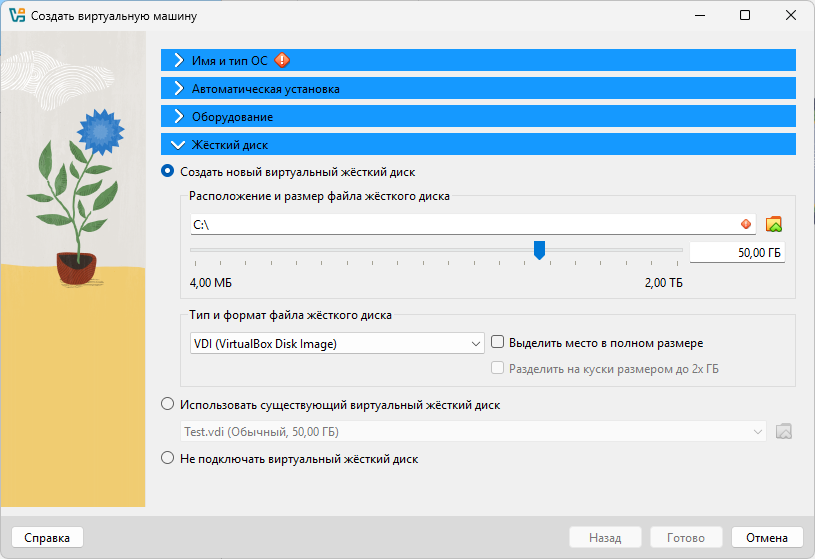 Создать виртуальную машину
Имя и тип ОС
Автоматическая установка
Оборудование
Жёсткий диск
Создать новый виртуальный жёсткий диск
Расположение и размер файла жёсткого диска
C:\
50,00 ГБ
4,00 МБ
2,00 ТБ
Тип и формат файла жёсткого диска
VDI (VirtualBox Disk Image)
Выделить место в полном размере
Разделить на куски размером до 2х ГБ
Использовать существующий виртуальный жёсткий диск
Test.vdi (Обычный, 50,00 ГБ)
Не подключать виртуальный жёсткий диск
Справка
Назад
Готово
Отмена